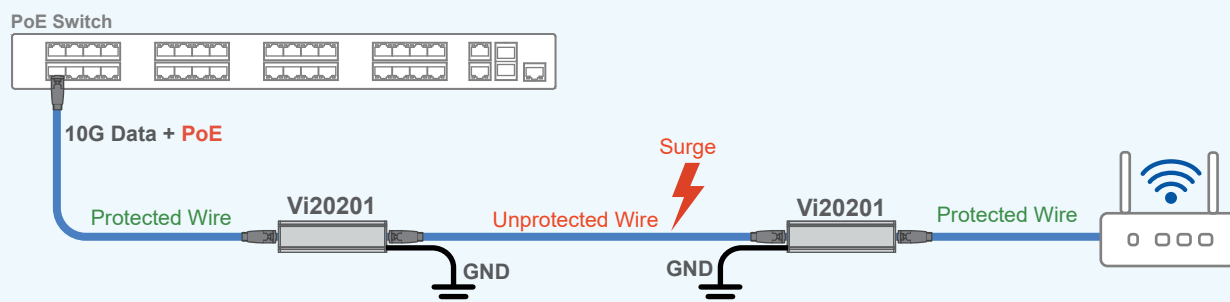 PoE Switch
10G Data + PoE
Surge
Protected Wire
Vi20201
Unprotected Wire
Vi20201
Protected Wire
GND
GND